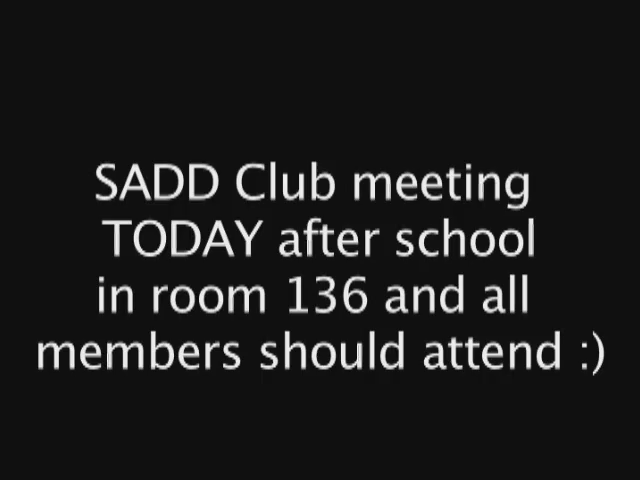 SADD Club meeting
TODAY after school
in room 136 and all
members should attend :)